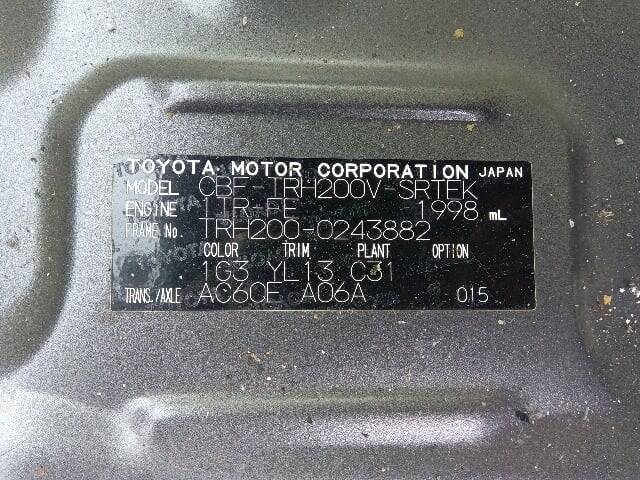 TOYOTA MOTOR CORPORATION JAPAN
MODEL CBF-TRH200V-SRTEK
ENGINE 1TR-FE 1998 mL
FRAME No. TRH200-0243882
COLOR TRIM PLANT OPTION
1G3 YL13 C31
TRANS./AXLE AC60E A06A 015